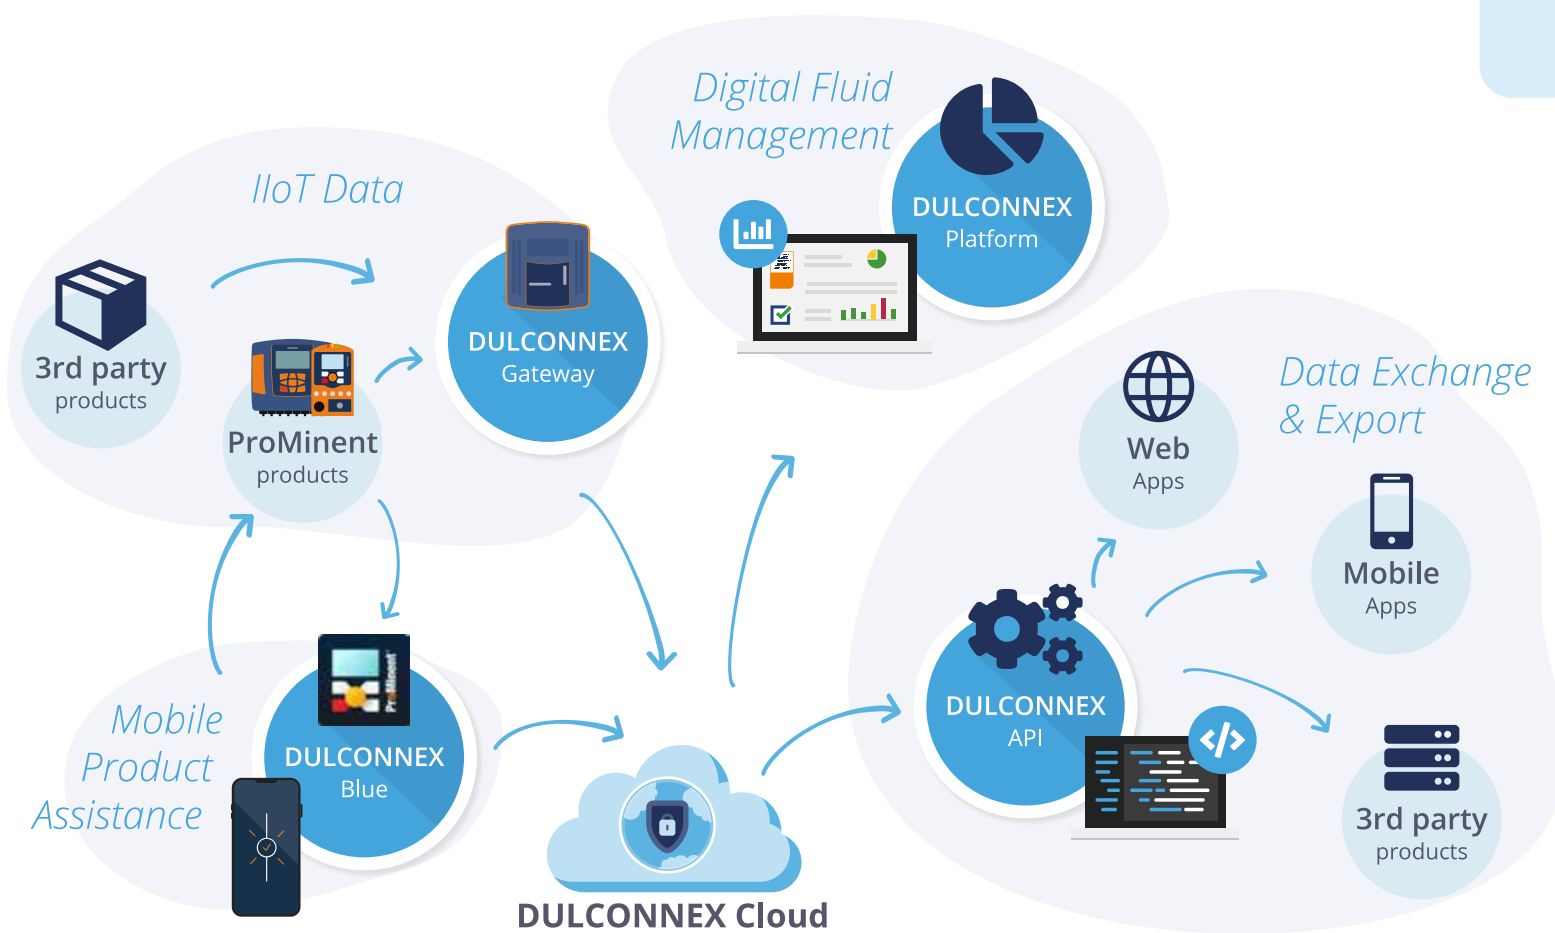 Digital Fluid
Management
DULCONNEX
Platform
IIoT Data
3rd party
products
ProMinent
products
DULCONNEX
Gateway
Data Exchange
& Export
Web
Apps
Mobile
Apps
DULCONNEX
API
</>
3rd party
products
Mobile
Product
Assistance
ProMinent
DULCONNEX
Blue
DULCONNEX Cloud